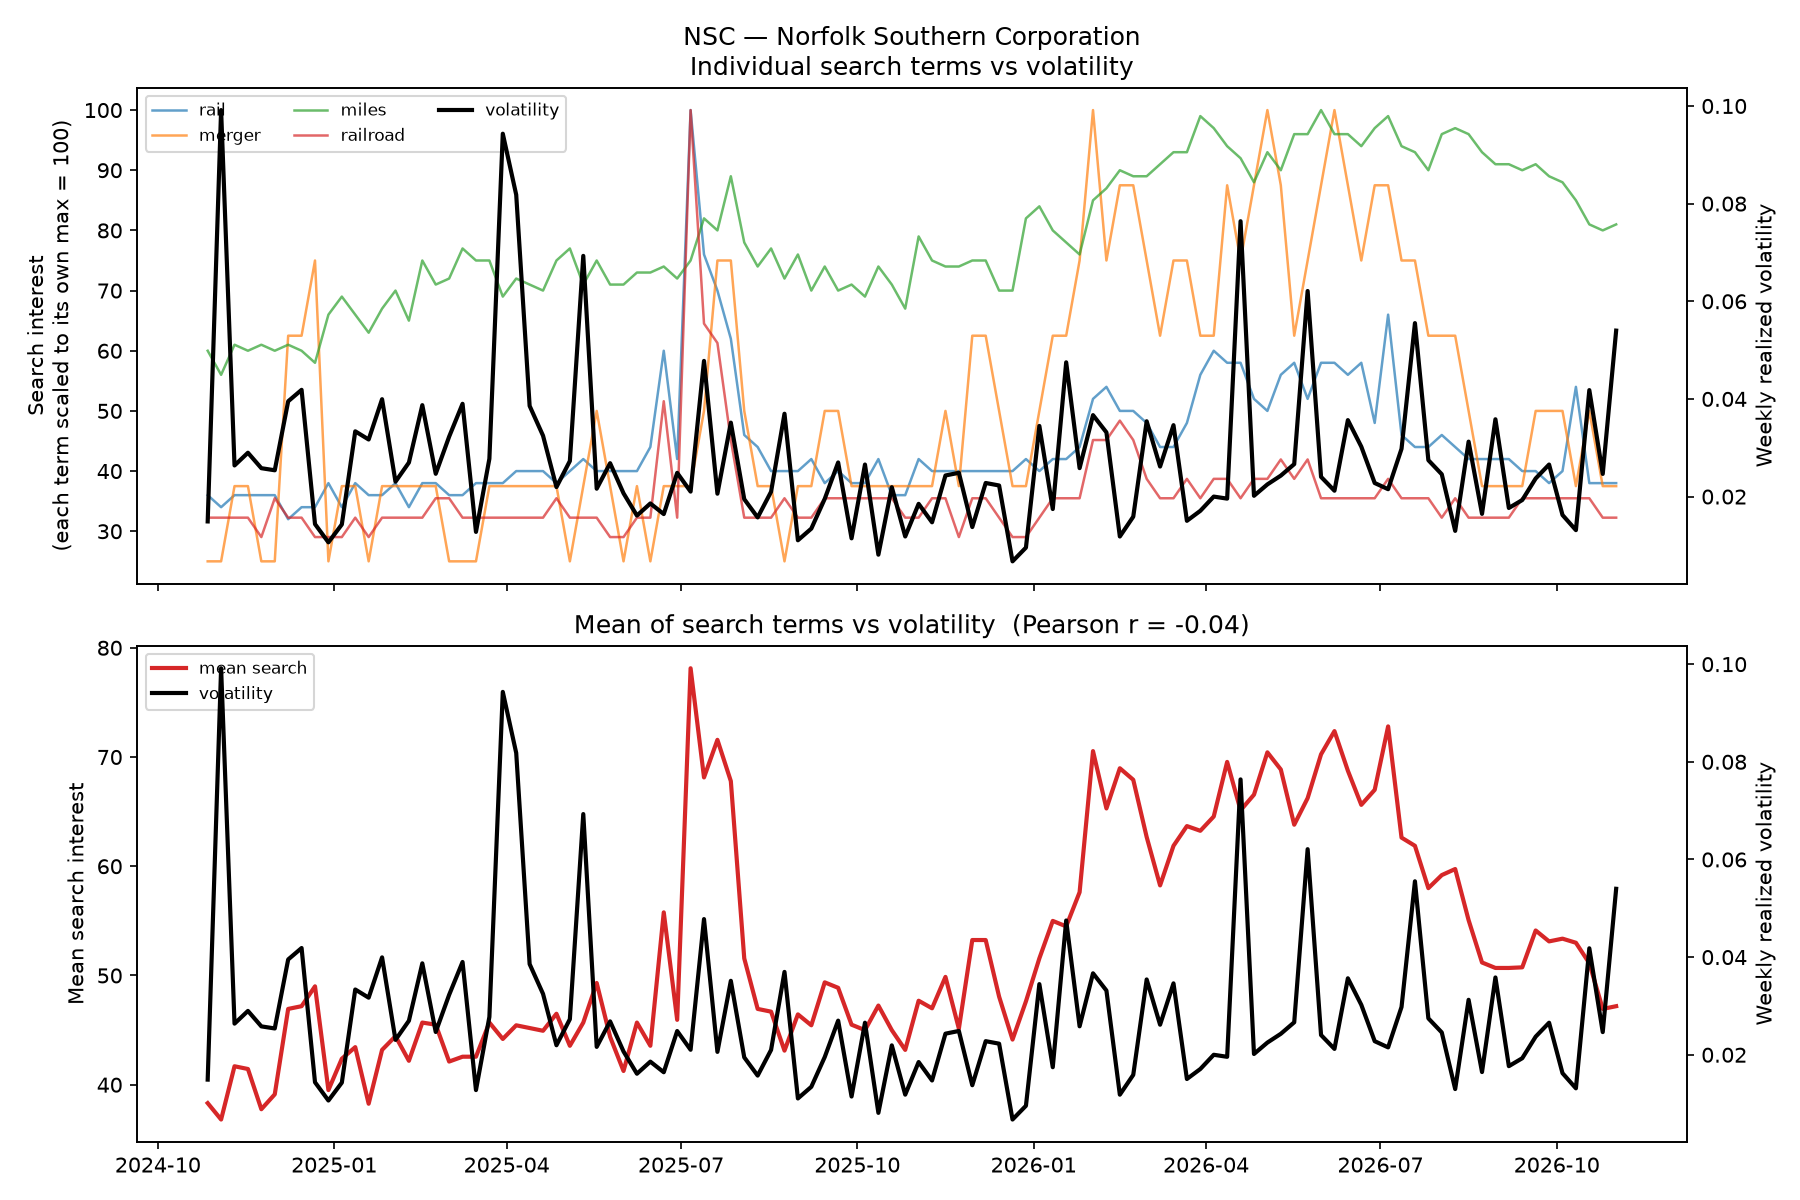 NSC — Norfolk Southern Corporation
Individual search terms vs volatility
rail
merger
miles
railroad
volatility
Search interest
(each term scaled to its own max = 100)
100
90
80
70
60
50
40
30
0.10
0.08
0.06
0.04
0.02
Weekly realized volatility
Mean of search terms vs volatility (Pearson r = -0.04)
mean search
volatility
Mean search interest
80
70
60
50
40
0.10
0.08
0.06
0.04
0.02
Weekly realized volatility
2024-10 2025-01 2025-04 2025-07 2025-10 2026-01 2026-04 2026-07 2026-10